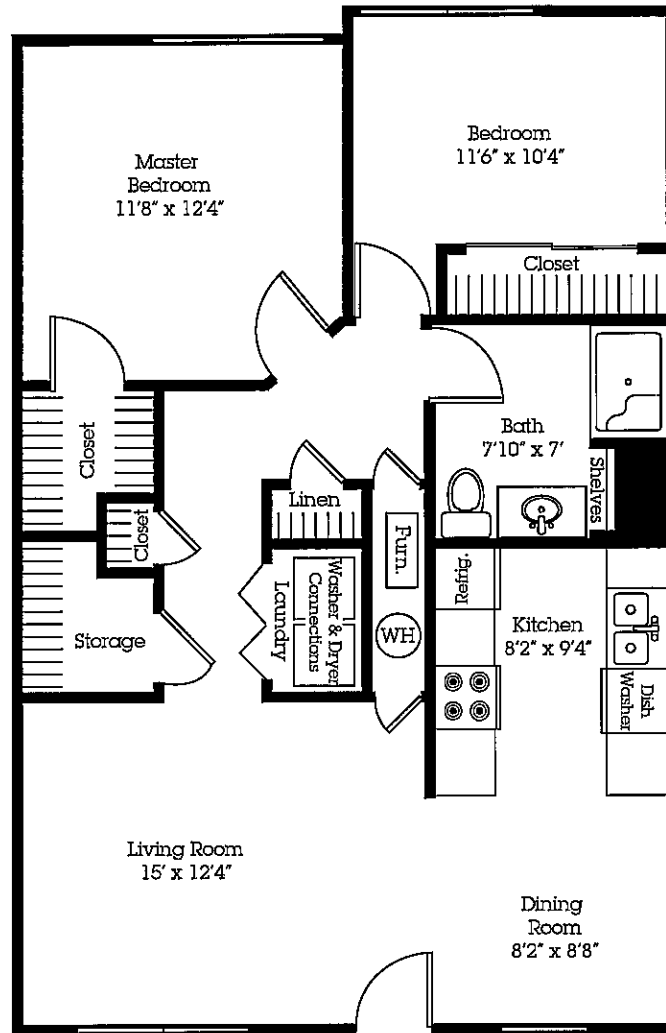 Master
Bedroom
11'8" x 12'4"
Bedroom
11'6" x 10'4"
Closet
Bath
7'10" x 7'
Shelves
Closet
Linen
Closet
Furn.
Refrig.
Washer & Dryer
Connections
Laundry
Kitchen
8'2" x 9'4"
WH
Storage
Dish
Washer
Living Room
15' x 12'4"
Dining
Room
8'2" x 8'8"